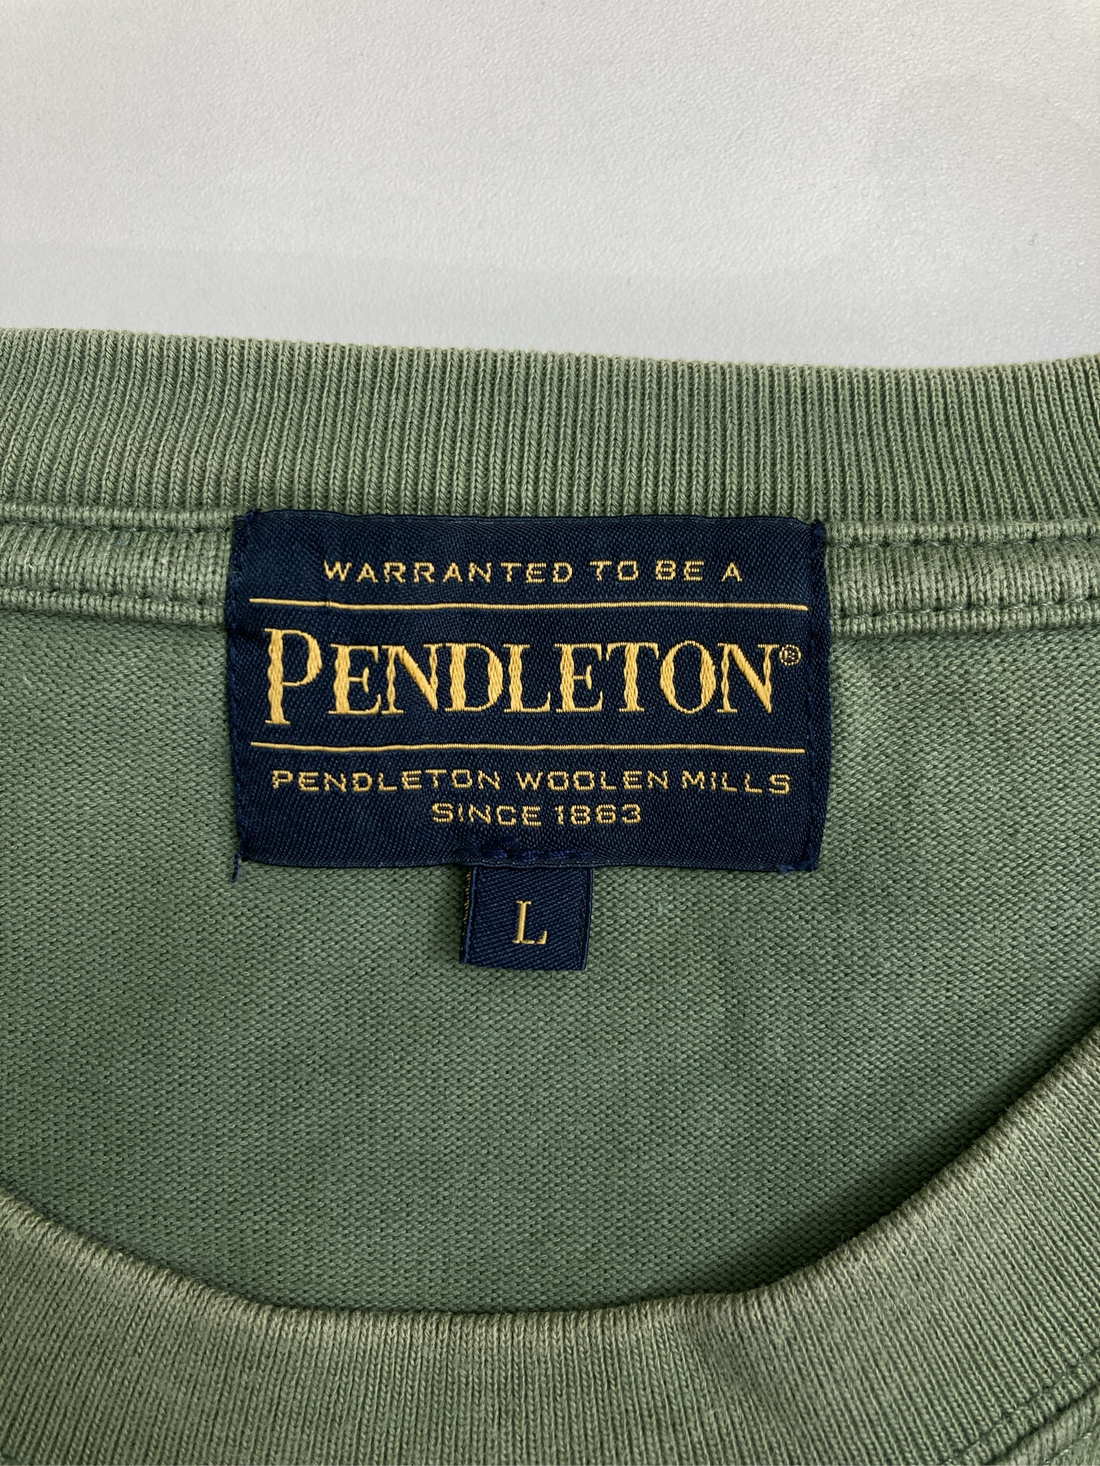 WARRANTED TO BE A
PENDLETON®
PENDLETON WOOLEN MILLS
SINCE 1863
L